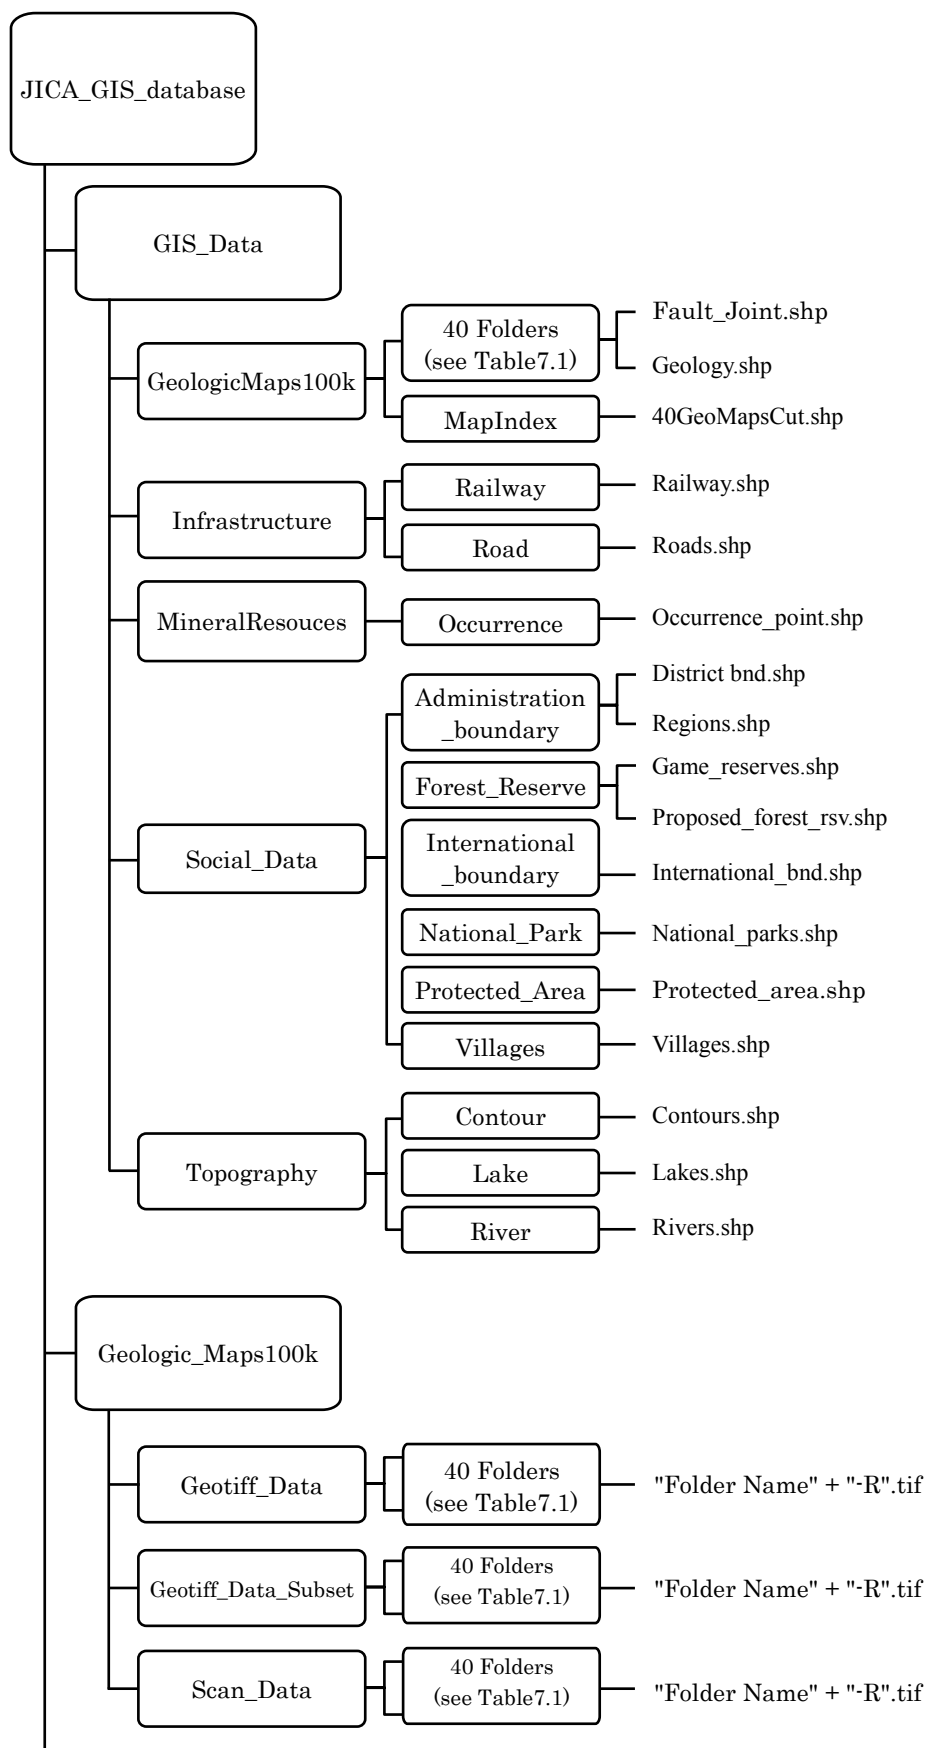 JICA_GIS_database
GIS_Data
GeologicMaps100k
40 Folders
(see Table7.1)
Fault_Joint.shp
Geology.shp
MapIndex
40GeoMapsCut.shp
Infrastructure
Railway
Railway.shp
Road
Roads.shp
MineralResouces
Occurrence
Occurrence_point.shp
Social_Data
Administration
_boundary
District bnd.shp
Regions.shp
Forest_Reserve
Game_reserves.shp
Proposed_forest_rsv.shp
International
_boundary
International_bnd.shp
National_Park
National_parks.shp
Protected_Area
Protected_area.shp
Villages
Villages.shp
Topography
Contour
Contours.shp
Lake
Lakes.shp
River
Rivers.shp
Geologic_Maps100k
Geotiff_Data
40 Folders
(see Table7.1)
"Folder Name" + "-R".tif
Geotiff_Data_Subset
40 Folders
(see Table7.1)
"Folder Name" + "-R".tif
Scan_Data
40 Folders
(see Table7.1)
"Folder Name" + "-R".tif